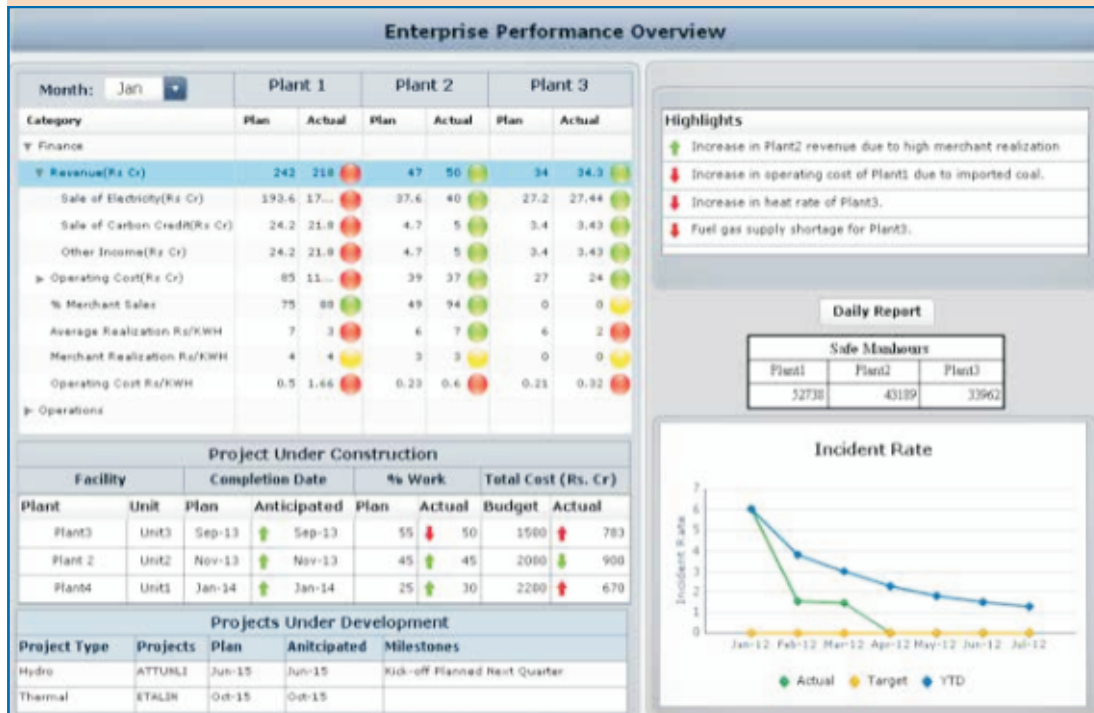 Enterprise Performance Overview
Month: Jan Plant 1 Plant 2 Plant 3
Category Plan Actual Plan Actual Plan Actual
Finance
Revenue(Rs Cr) 242 218 47 50 34 34.3
Sale of Electricity(Rs Cr) 193.6 17... 37.6 40 27.2 27.44
Sale of Carbon Credit(Rs Cr) 24.2 21.8 4.7 5 3.4 3.43
Other Income(Rs Cr) 24.2 21.8 4.7 5 3.4 3.43
Operating Cost(Rs Cr) 85 11... 39 37 27 24
% Merchant Sales 75 49 94 0 0
Average Realization Rs/KWH 7 3 6 7 6 2
Merchant Realization Rs/KWH 4 4 3 3 0 0
Operating Cost Rs/KWH 0.5 1.66 0.23 0.6 0.21 0.32
Operations
Project Under Construction
Facility Completion Date % Work Total Cost (Rs. Cr)
Plant Unit Plan Anticipated Plan Actual Budget Actual
Plant3 Unit3 Sep-13 Sep-13 55 50 1500 783
Plant 2 Unit2 Nov-13 Nov-13 45 45 2000 900
Plant4 Unit1 Jan-14 Jan-14 25 30 2200 670
Projects Under Development
Project Type Projects Plan Anitcipated Milestones
Hydro ATTUNLI Jun-15 Jun-15 Kick-off Planned Next Quarter
Thermal ETALIN Oct-15 Oct-15
Highlights
Increase in Plant2 revenue due to high merchant realization
Increase in operating cost of Plant1 due to imported coal.
Increase in heat rate of Plant3.
Fuel gas supply shortage for Plant3.
Daily Report
Safe Manhours
Plant1 Plant2 Plant3
52738 43189 33962
Incident Rate
Incident Rate
7
6
5
4
3
2
1
0
Jan-12 Feb-12 Mar-12 Apr-12 May-12 Jun-12 Jul-12
Actual Target YTD